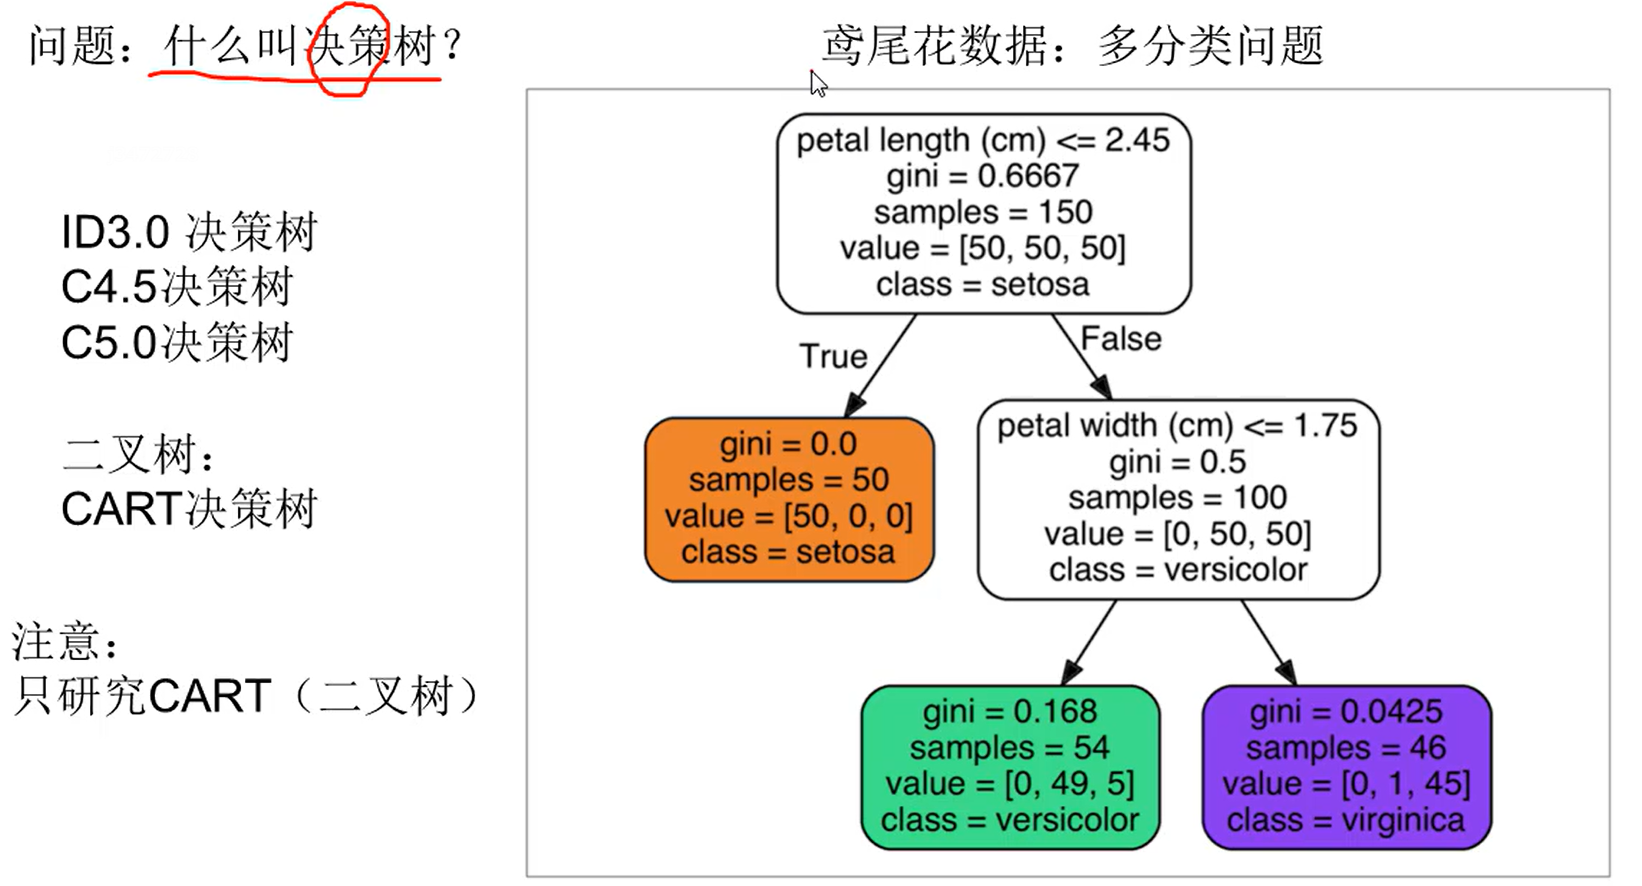 问题：什么叫决策树？
鸢尾花数据：多分类问题
ID3.0 决策树
C4.5决策树
C5.0决策树
二叉树：
CART决策树
注意：
只研究CART（二叉树）
petal length (cm) <= 2.45
gini = 0.6667
samples = 150
value = [50, 50, 50]
class = setosa
True
False
gini = 0.0
samples = 50
value = [50, 0, 0]
class = setosa
petal width (cm) <= 1.75
gini = 0.5
samples = 100
value = [0, 50, 50]
class = versicolor
gini = 0.168
samples = 54
value = [0, 49, 5]
class = versicolor
gini = 0.0425
samples = 46
value = [0, 1, 45]
class = virginica